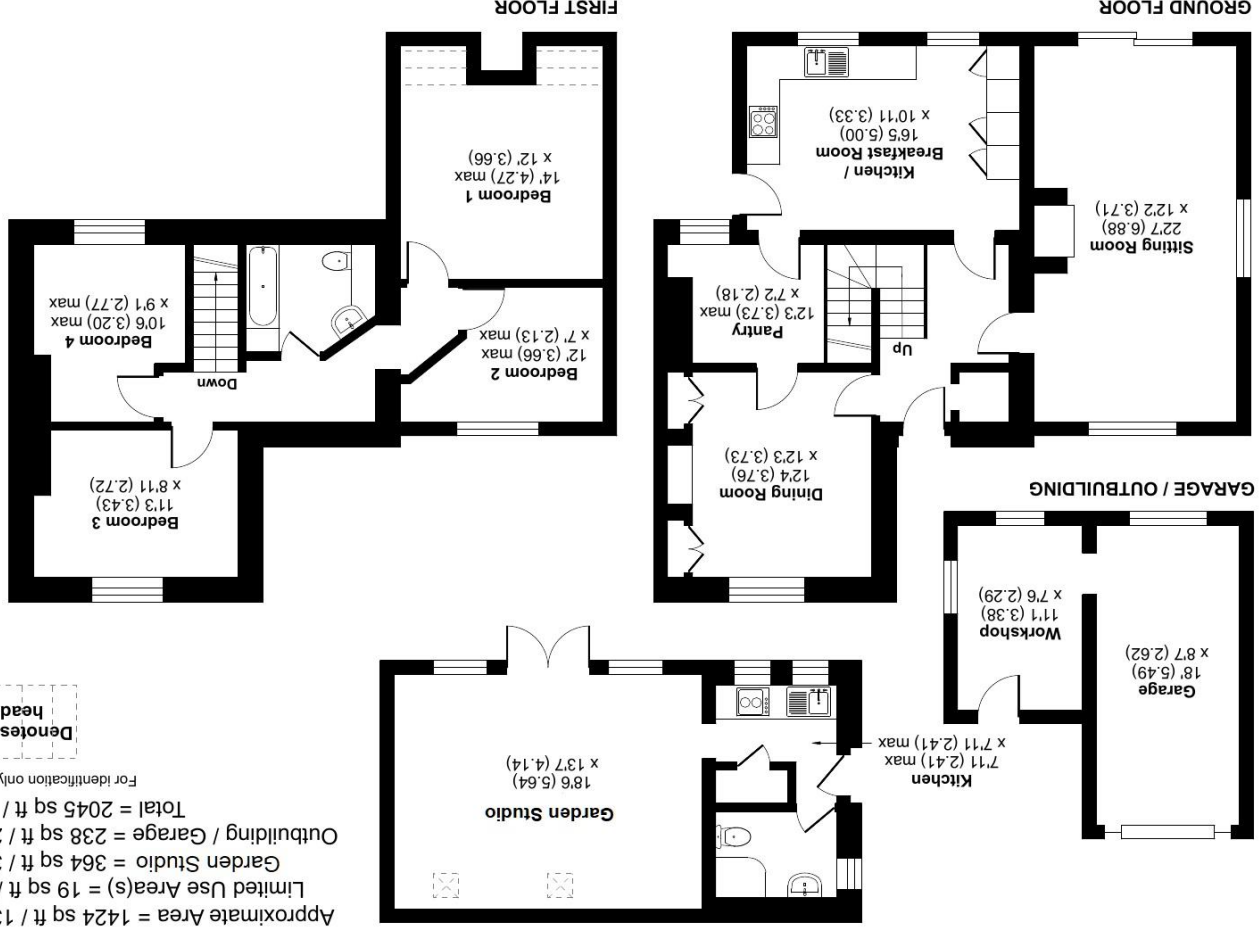 Approximate Area = 1424 sq ft / 13
Limited Use Area(s) = 19 sq ft /
Garden Studio = 364 sq ft / 3
Outbuilding / Garage = 238 sq ft / 2
Total = 2045 sq ft /
For identification only
Denotes
head
Kitchen
7'11 (2.41) max
x 7'11 (2.41) max
Garden Studio
18'6 (5.64)
x 13'7 (4.14)
Garage
18' (5.49)
x 8'7 (2.62)
Workshop
11'1 (3.38)
x 7'6 (2.29)
GARAGE / OUTBUILDING
Dining Room
12'4 (3.76)
x 12'3 (3.73)
Bedroom 3
11'3 (3.43)
x 8'11 (2.72)
Up
Pantry
12'3 (3.73) max
x 7'2 (2.18)
Sitting Room
22'7 (6.88)
x 12'2 (3.71)
Kitchen /
Breakfast Room
16'5 (5.00)
x 10'11 (3.33)
GROUND FLOOR
Down
Bedroom 2
12' (3.66) max
x 7' (2.13) max
Bedroom 4
10'6 (3.20) max
x 9'1 (2.77) max
Bedroom 1
14' (4.27) max
x 12' (3.66)
FIRST FLOOR